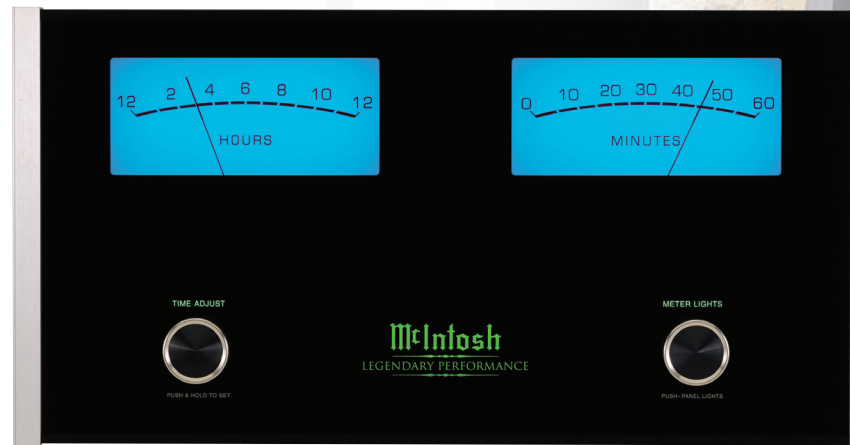 12 2 4 6 8 10 12
HOURS
0 10 20 30 40 50 60
MINUTES
TIME ADJUST
PUSH & HOLD TO SET
McIntosh
LEGENDARY PERFORMANCE
METER LIGHTS
PUSH - PANEL LIGHTS